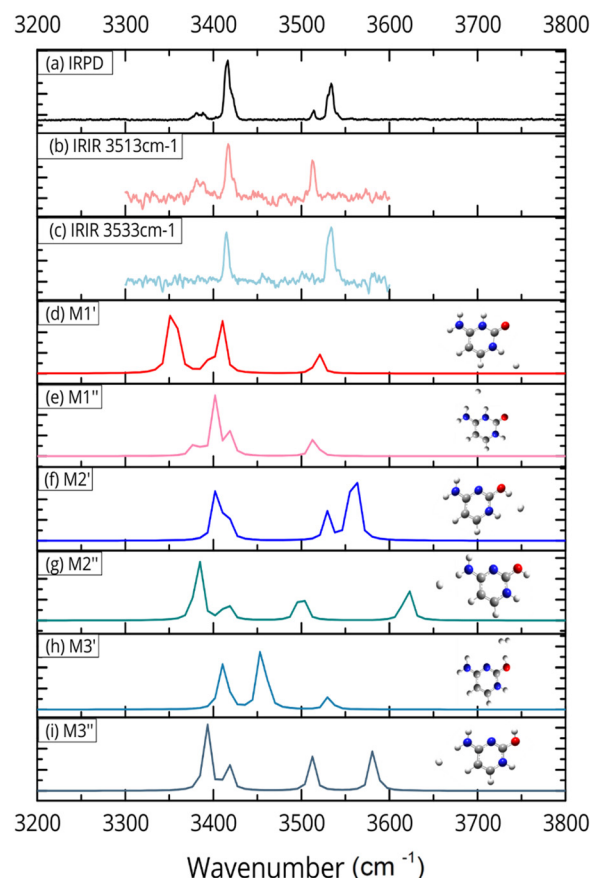 3200 3300 3400 3500 3600 3700 3800
(a) IRPD
(b) IRIR 3513cm-1
(c) IRIR 3533cm-1
(d) M1'
(e) M1''
(f) M2'
(g) M2''
(h) M3'
(i) M3''
3200 3300 3400 3500 3600 3700 3800
Wavenumber (cm -1)